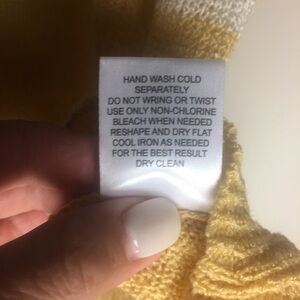 HAND WASH COLD
SEPARATELY
DO NOT WRING OR TWIST
USE ONLY NON-CHLORINE
BLEACH WHEN NEEDED
RESHAPE AND DRY FLAT
COOL IRON AS NEEDED
FOR THE BEST RESULT
DRY CLEAN